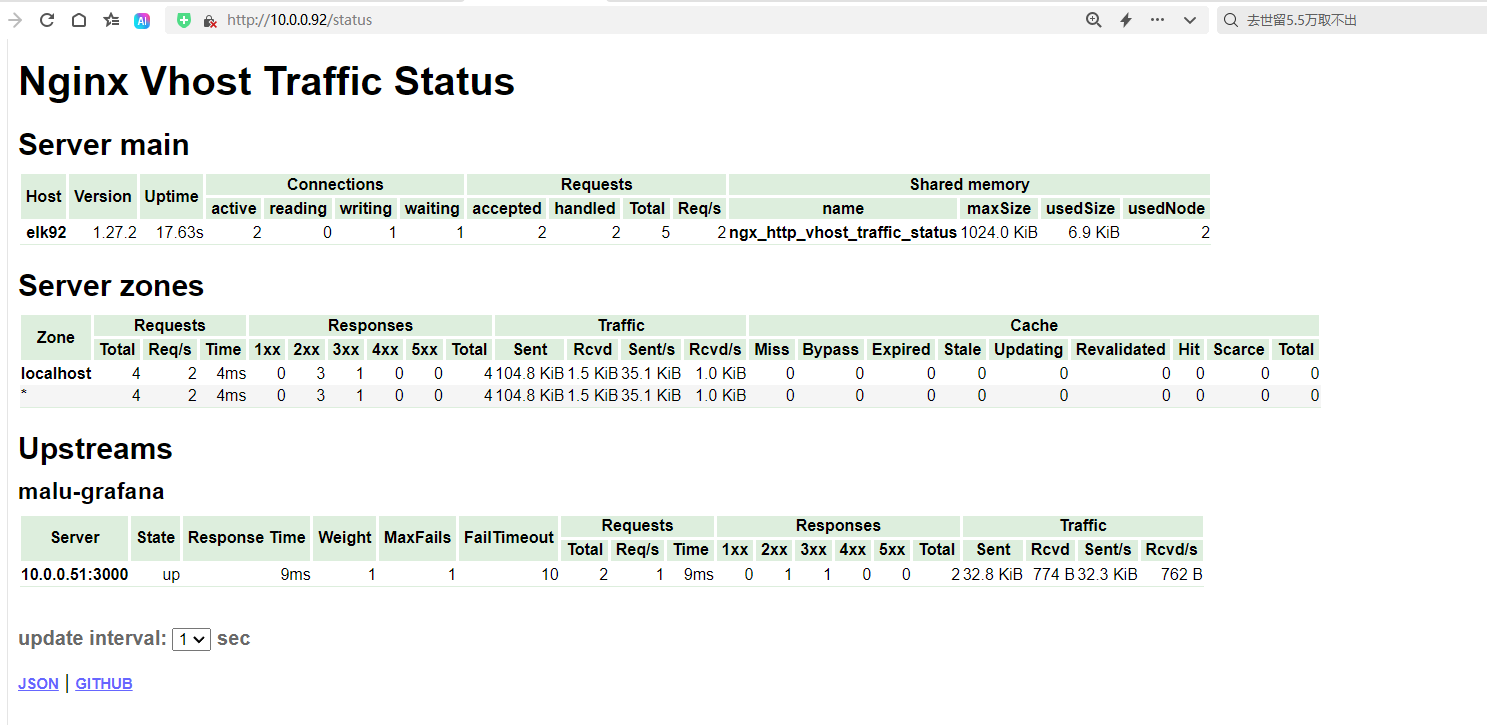 AI http://10.0.0.92/status 去世留5.5万取不出
Nginx Vhost Traffic Status
Server main
Host Version Uptime Connections Requests Shared memory
active reading writing waiting accepted handled Total Req/s name maxSize usedSize usedNode
elk92 1.27.2 17.63s 2 0 1 1 2 2 5 2 ngx_http_vhost_traffic_status 1024.0 KiB 6.9 KiB 2
Server zones
Zone Requests Responses Traffic Cache
Total Req/s Time 1xx 2xx 3xx 4xx 5xx Total Sent Rcvd Sent/s Rcvd/s Miss Bypass Expired Stale Updating Revalidated Hit Scarce Total
localhost 4 2 4ms 0 3 1 0 0 4 104.8 KiB 1.5 KiB 35.1 KiB 1.0 KiB 0 0 0 0 0 0 0 0 0
* 4 2 4ms 0 3 1 0 0 4 104.8 KiB 1.5 KiB 35.1 KiB 1.0 KiB 0 0 0 0 0 0 0 0 0
Upstreams
malu-grafana
Server State Response Time Weight MaxFails FailTimeout Requests Responses Traffic
Total Req/s Time 1xx 2xx 3xx 4xx 5xx Total Sent Rcvd Sent/s Rcvd/s
10.0.0.51:3000 up 9ms 1 1 10 2 1 9ms 0 1 1 0 0 2 32.8 KiB 774 B 32.3 KiB 762 B
update interval: 1 sec
JSON | GITHUB